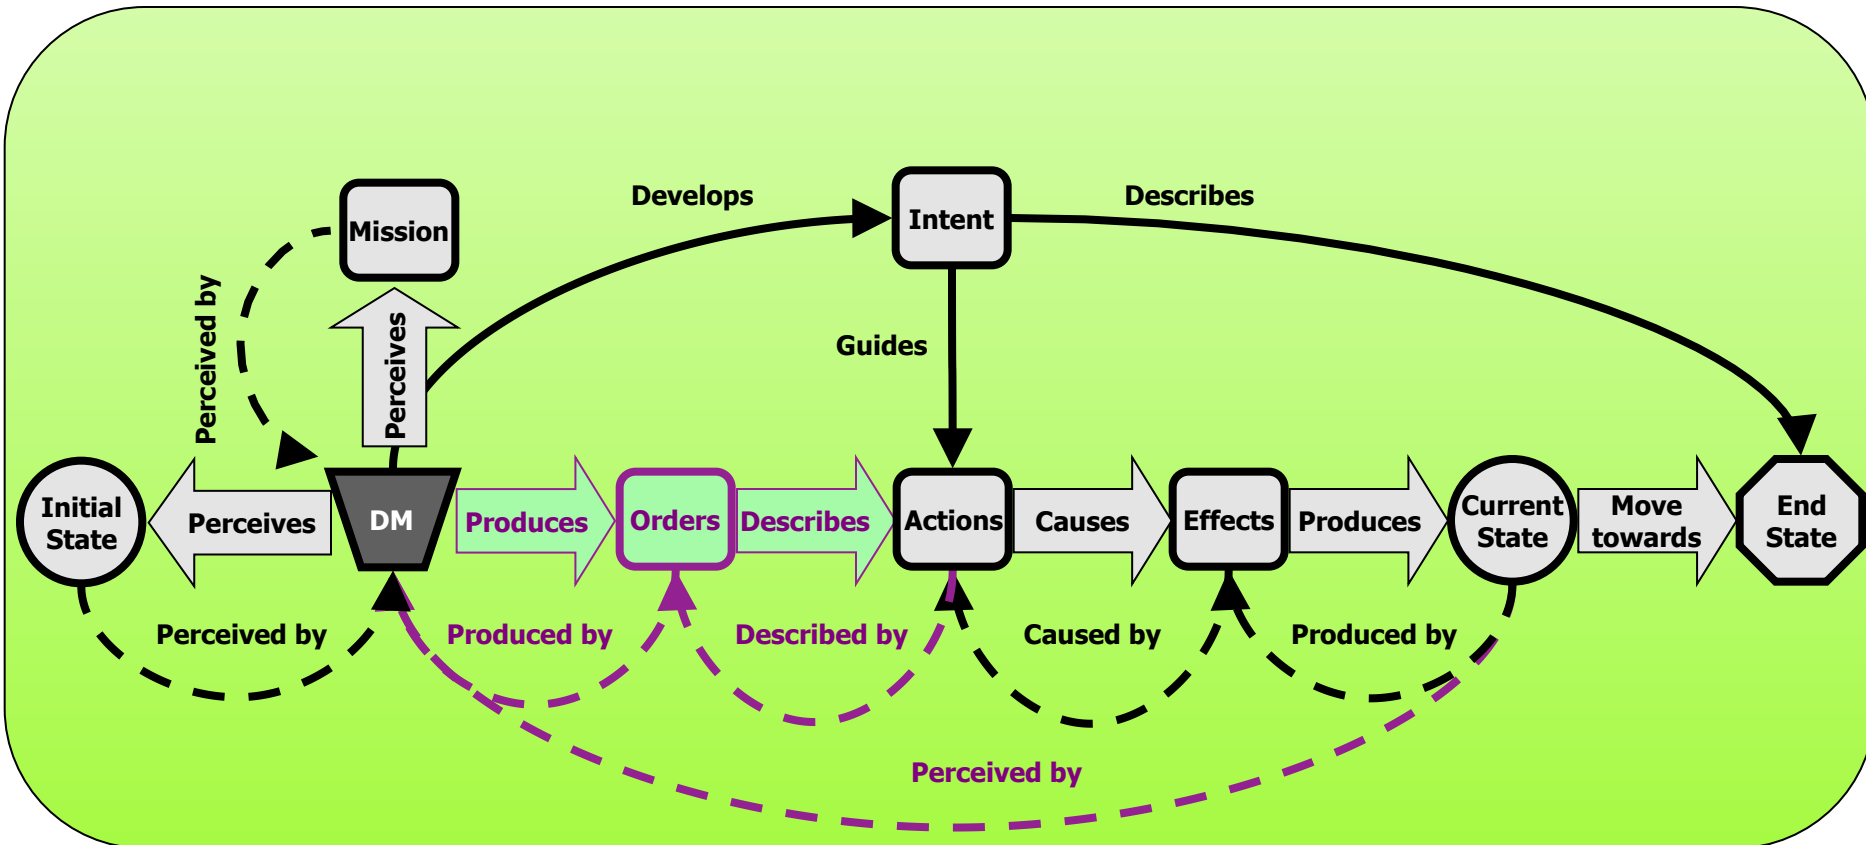 Develops
Describes
Mission
Intent
Perceived by
Perceives
Guides
Initial
State
Perceives
DM
Produces
Orders
Describes
Actions
Causes
Effects
Produces
Current
State
Move
towards
End
State
Perceived by
Produced by
Described by
Caused by
Produced by
Perceived by